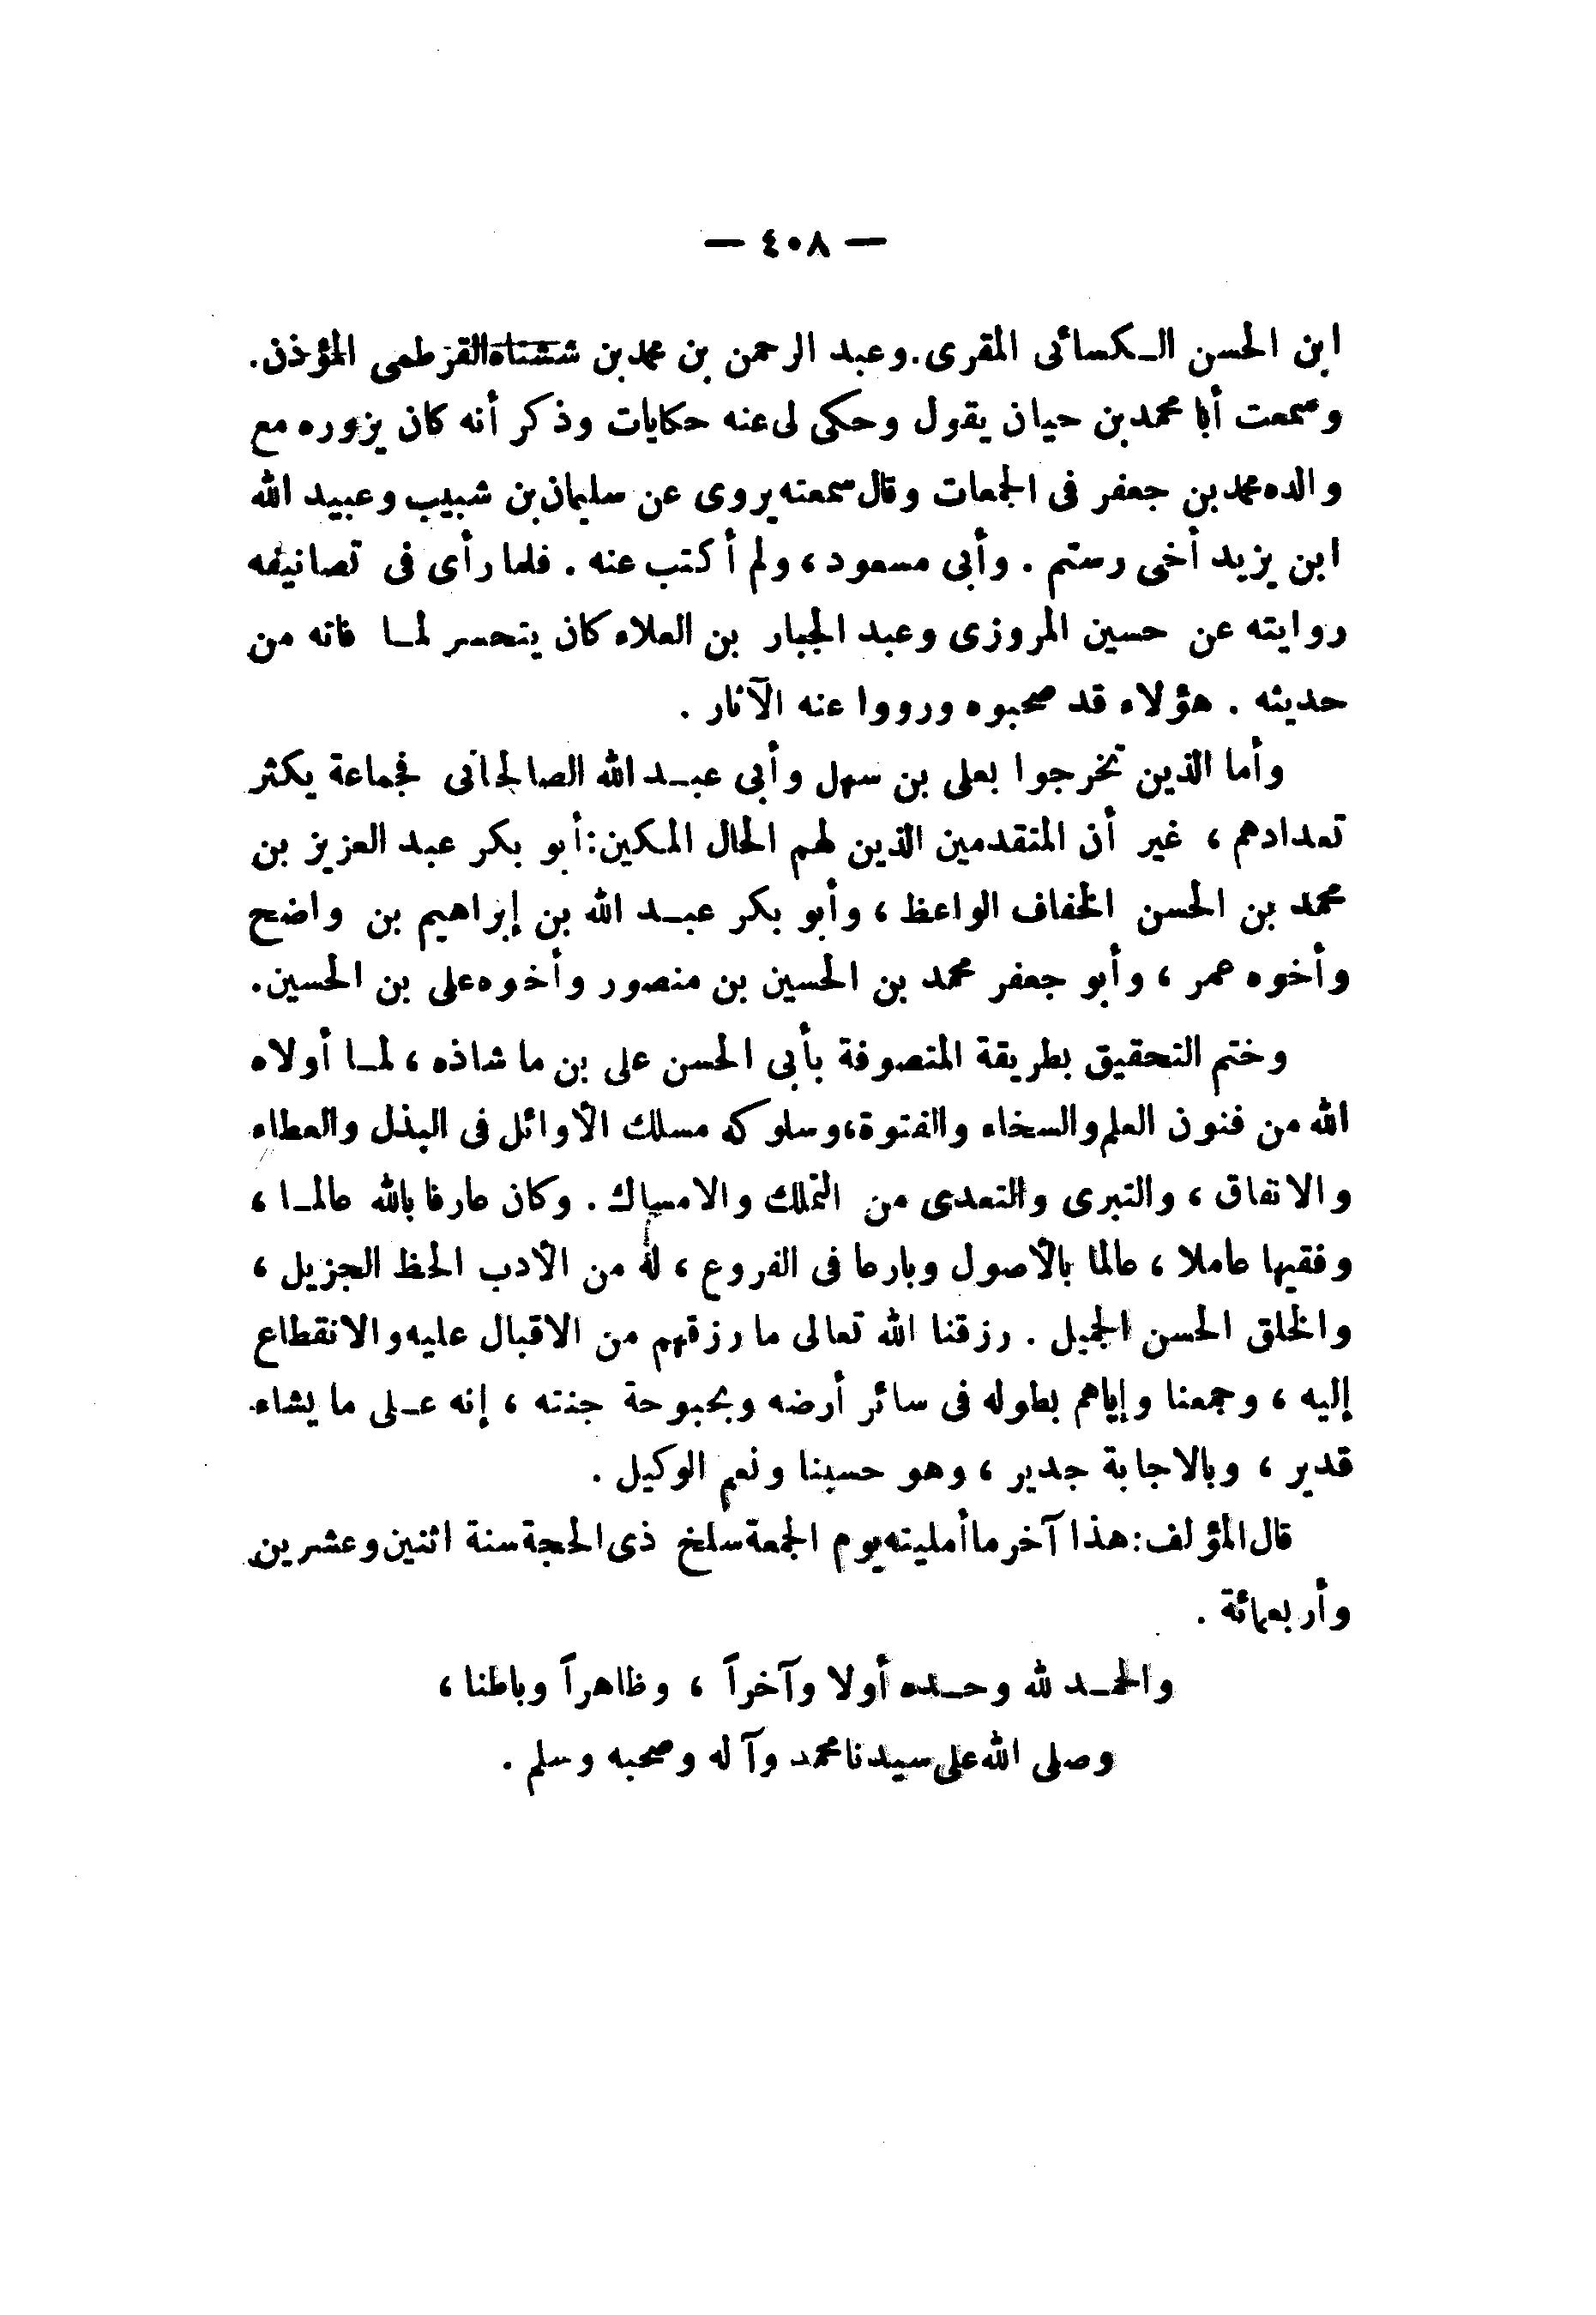 — ٤٠٨ —
ابن الحسن الكسائى المقرى. وعبد الرحمن بن محمد بن ششناه القزطمى المؤذن.
وسمعت أبا محمد بن حيان يقول وحكى لى عنه حكايات وذكر أنه كان يزوره مع
والده محمد بن جعفر فى الجمعات وقال سمعته يروى عن سليمان بن شبيب وعبيد الله
ابن يزيد أخى رستم . وأبى مسعود ، ولم أكتب عنه . فلما رأى فى تصانيفه
روايته عن حسين المروزى وعبد الجبار بن العلاء كان يتحسر لما فاته من
حديثه . هؤلاء قد صحبوه ورووا عنه الآثار .
وأما الذين تخرجوا بعلى بن سهل وأبى عبد الله الصالحانى فجماعة يكثر
تعدادهم ، غير أن المتقدمين الذين لهم الحال المكين: أبو بكر عبد العزيز بن
محمد بن الحسن الخفاف الواعظ ، وأبو بكر عبد الله بن إبراهيم بن واضح
وأخوه عمر ، وأبو جعفر محمد بن الحسين بن منصور وأخوه على بن الحسين.
وختم التحقيق بطريقة المتصوفة بأبى الحسن على بن ما شاذه ، لما أولاه
الله من فنون العلم والسخاء والفتوة، وسلوكه مسلك الأوائل فى البذل والعطاء
والاتفاق ، والتبرى والتعدى من التملك والامساك . وكان عارفا بالله عالما ،
وفقيها عاملا ، عالما بالأصول وبارعا فى الفروع ، له من الأدب الحظ الجزيل ،
والخلق الحسن الجميل . رزقنا الله تعالى ما رزقهم من الاقبال عليه والانقطاع
إليه ، وجمعنا وإياهم بطوله فى سائر أرضه وبحبوحة جنته ، إنه على ما يشاء
قدير ، وبالاجابة جدير ، وهو حسبنا ونعم الوكيل .
قال المؤلف: هذا آخر ما أمليته يوم الجمعة سلخ ذى الحجة سنة اثنين وعشرين
وأربعمائة .
والحمد لله وحده أولا وآخراً ، وظاهراً وباطنا ،
وصلى الله على سيدنا محمد وآله وصحبه وسلم .